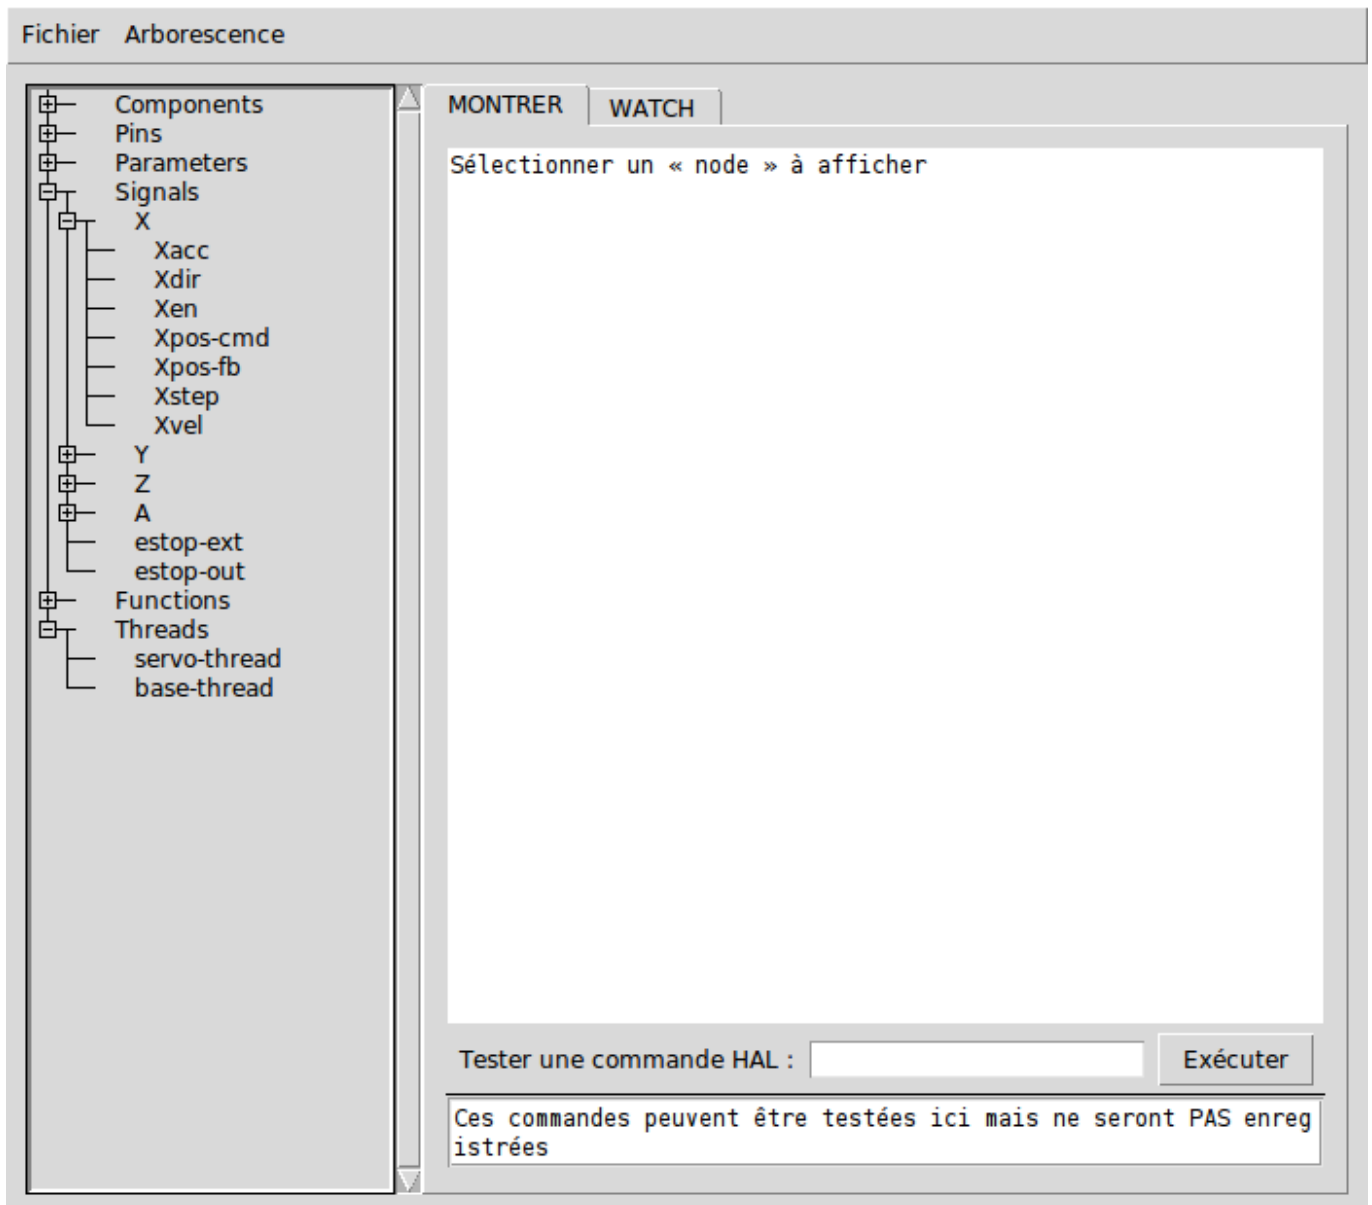 Fichier Arborescence
Components
Pins
Parameters
Signals
X
Xacc
Xdir
Xen
Xpos-cmd
Xpos-fb
Xstep
Xvel
Y
Z
A
estop-ext
estop-out
Functions
Threads
servo-thread
base-thread
MONTRER WATCH
Sélectionner un « node » à afficher
Tester une commande HAL : Exécuter
Ces commandes peuvent être testées ici mais ne seront PAS enreg
istrées